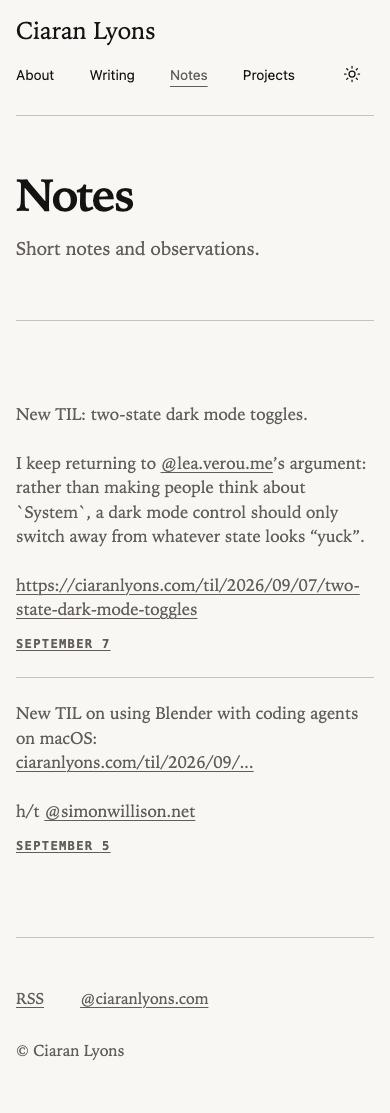 Ciaran Lyons
About Writing Notes Projects
Notes
Short notes and observations.
New TIL: two-state dark mode toggles.
I keep returning to @lea.verou.me’s argument:
rather than making people think about
`System`, a dark mode control should only
switch away from whatever state looks “yuck”.
https://ciaranlyons.com/til/2026/09/07/two-
state-dark-mode-toggles
SEPTEMBER 7
New TIL on using Blender with coding agents
on macOS:
ciaranlyons.com/til/2026/09/...
h/t @simonwillison.net
SEPTEMBER 5
RSS @ciaranlyons.com
© Ciaran Lyons